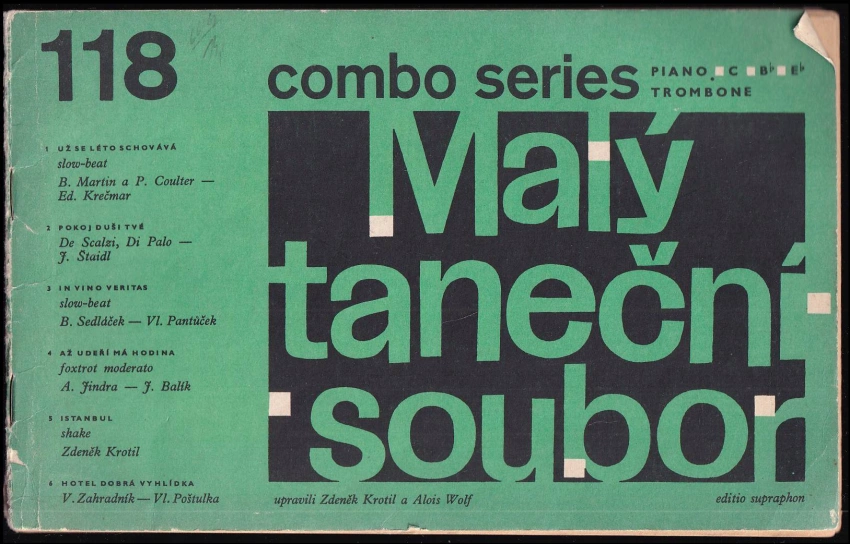 118
combo series
PIANO C B♭ E♭
TROMBONE
Malý
taneční
soubor
1 UŽ SE LÉTO SCHOVÁVÁ
slow-beat
B. Martin a P. Coulter —
Ed. Krečmar
2 POKOJ DUŠI TVÉ
De Scalzi, Di Palo —
J. Štaidl
3 IN VINO VERITAS
slow-beat
B. Sedláček — Vl. Pantůček
4 AŽ UDEŘÍ MÁ HODINA
foxtrot moderato
A. Jindra — J. Balík
5 ISTANBUL
shake
Zdeněk Krotil
6 HOTEL DOBRÁ VYHLÍDKA
V. Zahradník — Vl. Poštulka
upravili Zdeněk Krotil a Alois Wolf
editio supraphon